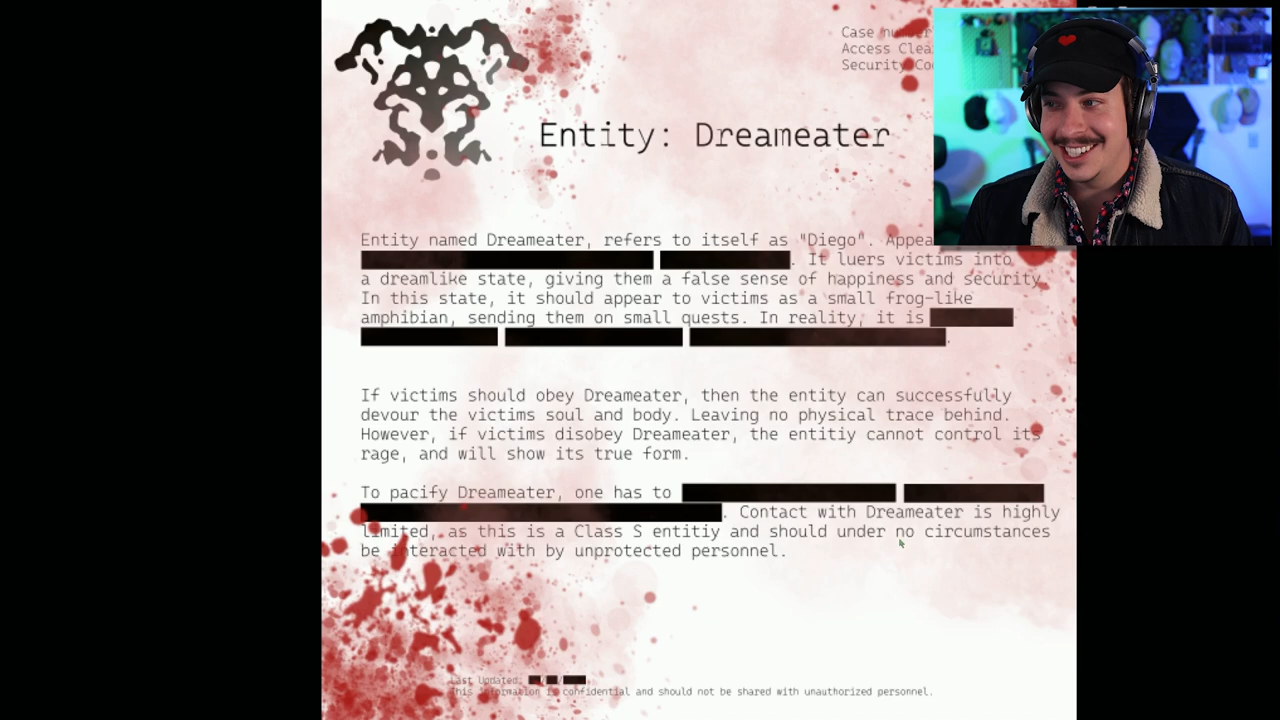 Case number
Access Clea
Security Co
Entity: Dreameater
Entity named Dreameater, refers to itself as "Diego". Appea
. It luers victims into
a dreamlike state, giving them a false sense of happiness and security.
In this state, it should appear to victims as a small frog-like
amphibian, sending them on small quests. In reality, it is
.
If victims should obey Dreameater, then the entity can successfully
devour the victims soul and body. Leaving no physical trace behind.
However, if victims disobey Dreameater, the entitiy cannot control its
rage, and will show its true form.
To pacify Dreameater, one has to
. Contact with Dreameater is highly
limited, as this is a Class S entitiy and should under no circumstances
be interacted with by unprotected personnel.
Last Updated: / /
This information is confidential and should not be shared with unauthorized personnel.